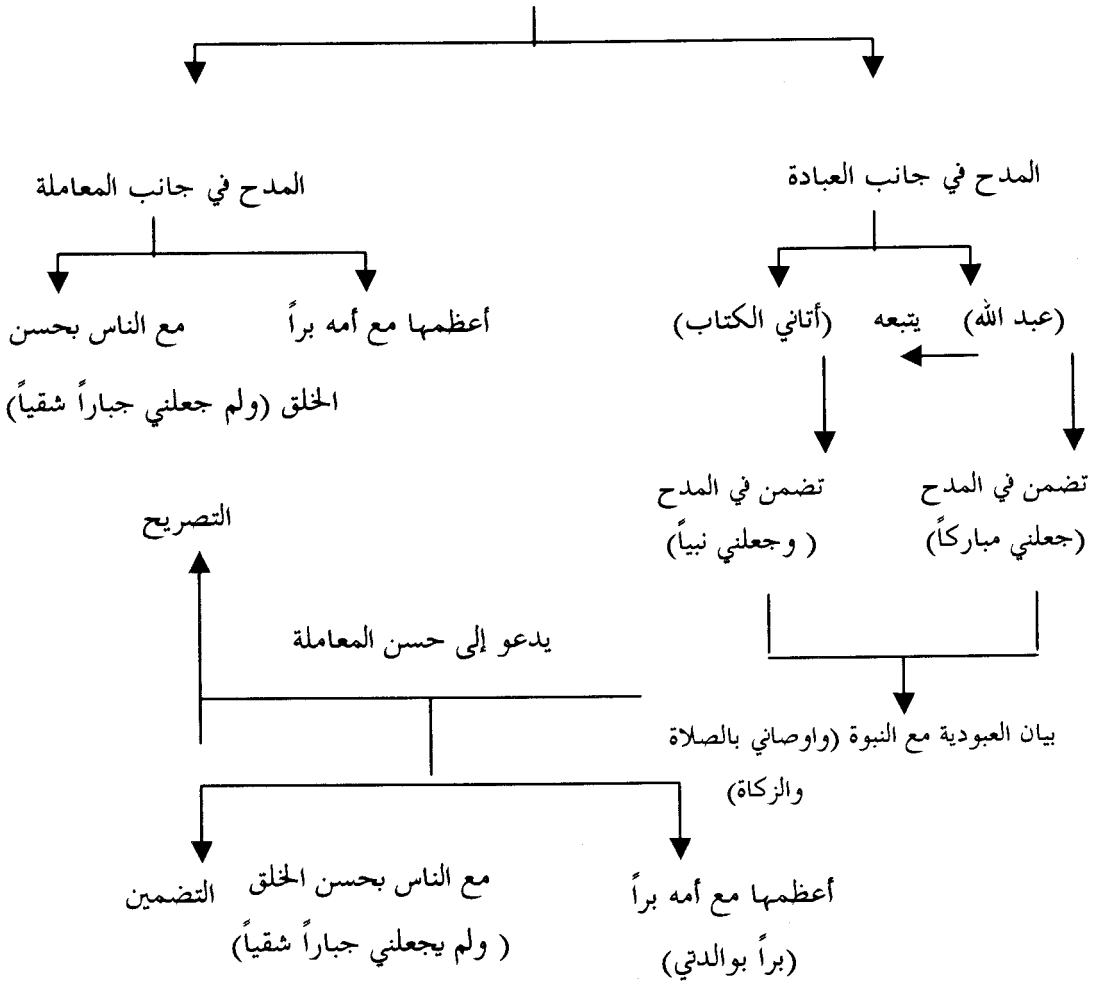 المدح في جانب العبادة
المدح في جانب المعاملة
(عبد الله) يتبعه (أتاني الكتاب)
أعظمها مع أمه براً
مع الناس بحسن
الخلق (ولم جعلني جباراً شقياً)
تضمن في المدح
(جعلني مباركاً)
تضمن في المدح
( وجعلني نبياً)
التصريح
يدعو إلى حسن المعاملة
بيان العبودية مع النبوة (واوصاني بالصلاة
والزكاة)
أعظمها مع أمه براً
(براً بوالدتي)
مع الناس بحسن الخلق
( ولم يجعلني جباراً شقياً)
التضمين